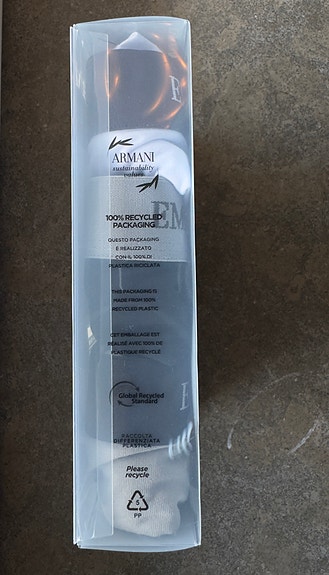 E
ARMANI
sustainability
values
EM
100% RECYCLED
PACKAGING
QUESTO PACKAGING
È REALIZZATO
CON IL 100% DI
PLASTICA RICICLATA
THIS PACKAGING IS
MADE FROM 100%
RECYCLED PLASTIC
CET EMBALLAGE EST
RÉALISÉ AVEC 100% DE
PLASTIQUE RECYCLÉ
Global Recycled
Standard
RACCOLTA
DIFFERENZIATA
PLASTICA
Please
recycle
5
PP